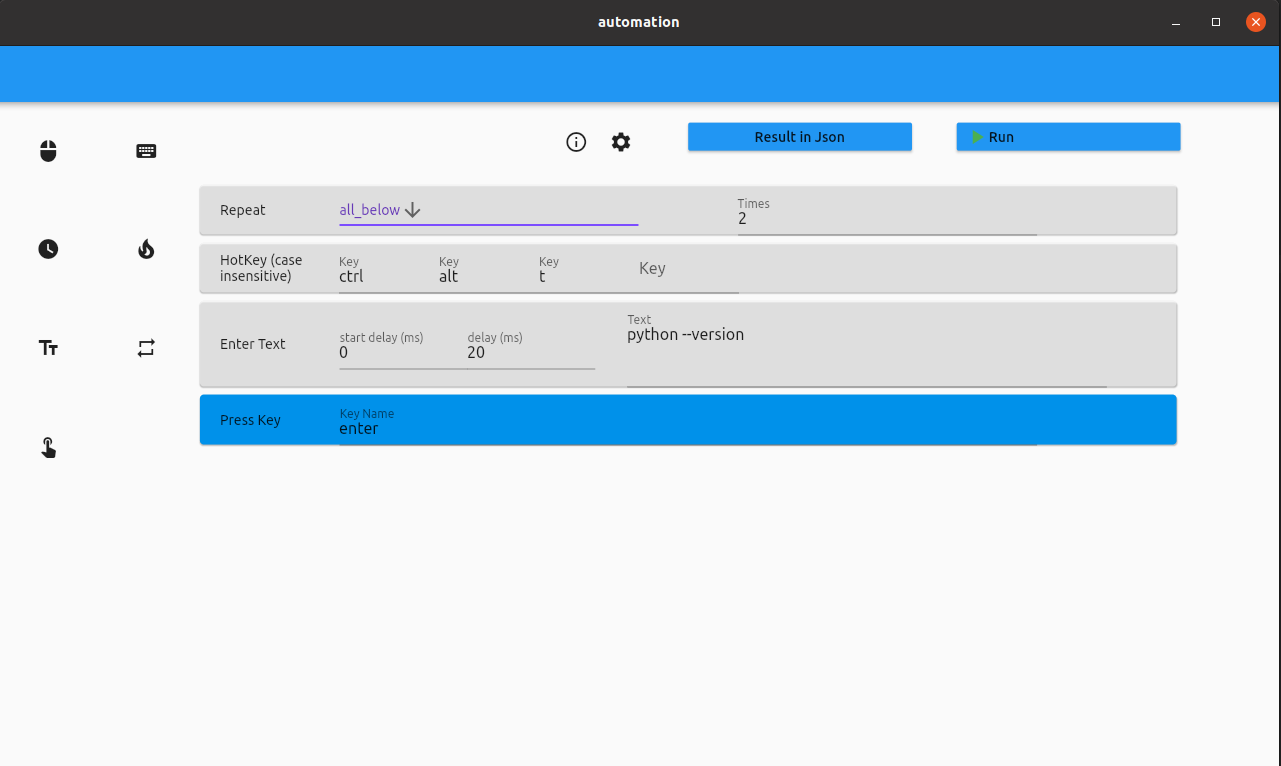 automation
Result in Json
Run
Repeat
all_below
Times
2
HotKey (case
insensitive)
Key
ctrl
Key
alt
Key
t
Key
Enter Text
start delay (ms)
0
delay (ms)
20
Text
python --version
Press Key
Key Name
enter